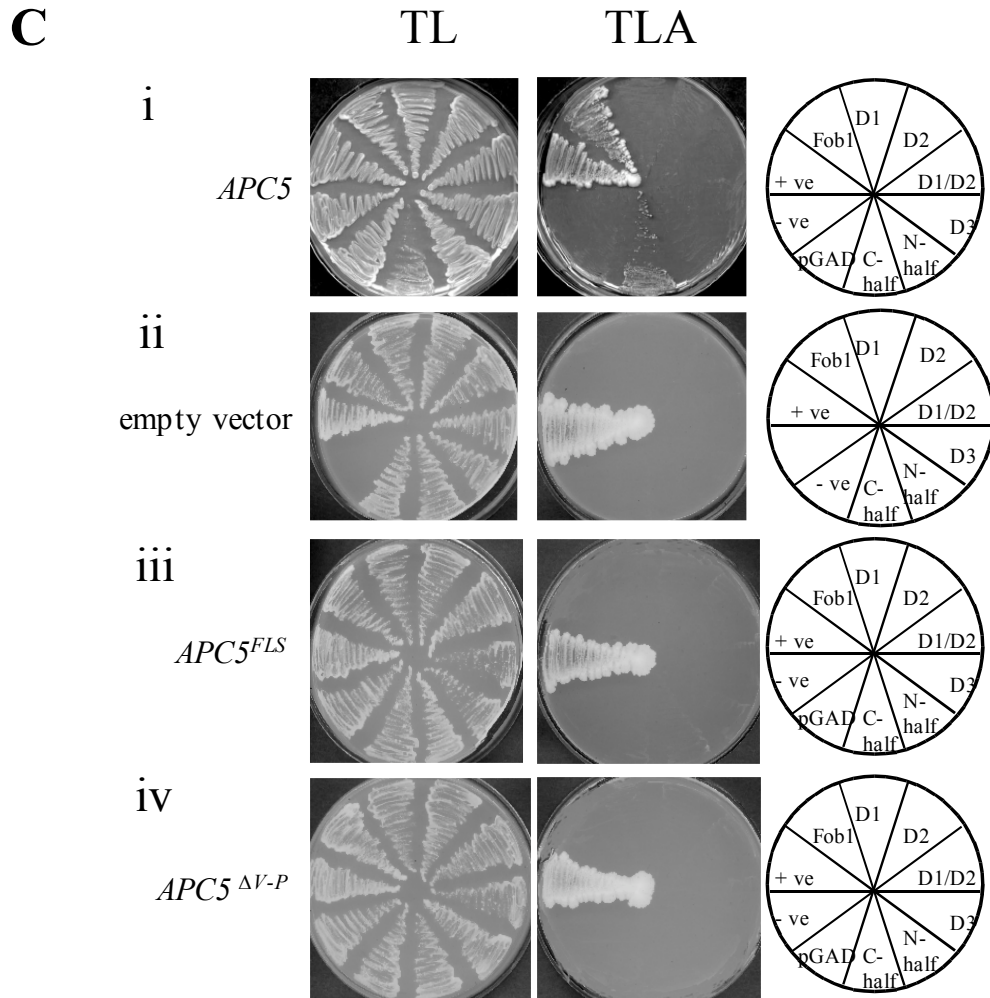 C
TL TLA
i
APC5
D1
Fob1 D2
+ ve D1/D2
- ve D3
pGAD C-half N-half
ii
empty vector
D1
Fob1 D2
+ ve D1/D2
- ve D3
C-half N-half
iii
APC5^FLS
D1
Fob1 D2
+ ve D1/D2
- ve D3
pGAD C-half N-half
iv
APC5 ^ΔV-P
D1
Fob1 D2
+ ve D1/D2
- ve D3
pGAD C-half N-half